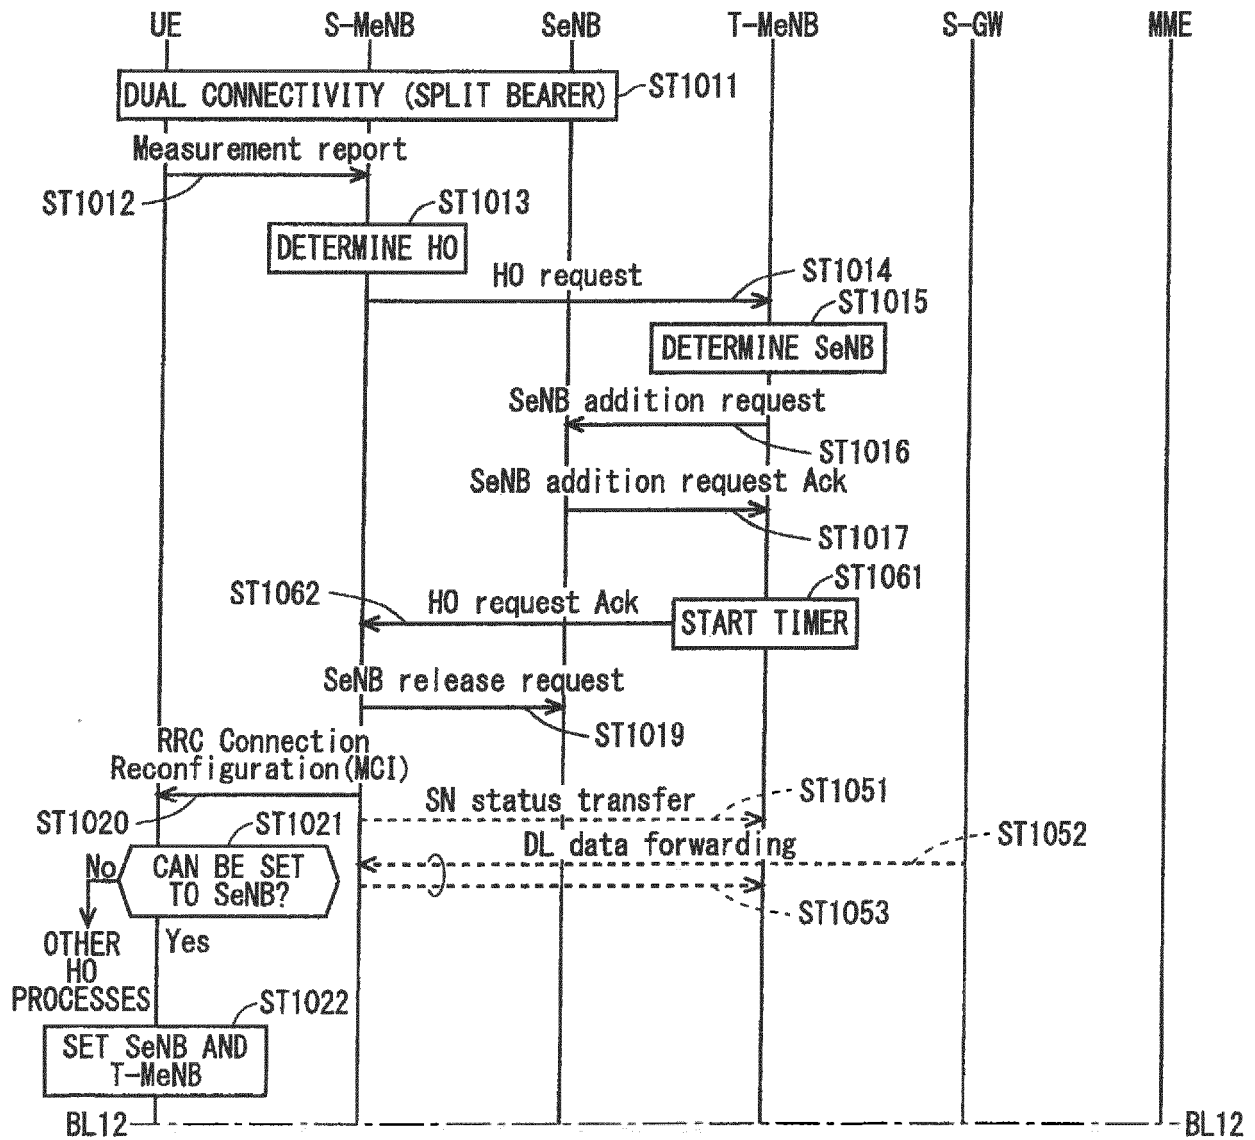 UE S-MeNB SeNB T-MeNB S-GW MME
DUAL CONNECTIVITY (SPLIT BEARER)
ST1011
Measurement report
ST1012
ST1013
DETERMINE HO
HO request
ST1014
ST1015
DETERMINE SeNB
SeNB addition request
ST1016
SeNB addition request Ack
ST1017
ST1061
ST1062
HO request Ack
START TIMER
SeNB release request
ST1019
RRC Connection
Reconfiguration(MCI)
ST1020
SN status transfer
ST1051
ST1021
DL data forwarding
ST1052
No
CAN BE SET
TO SeNB?
ST1053
Yes
OTHER
HO
PROCESSES
ST1022
SET SeNB AND
T-MeNB
BL12
BL12